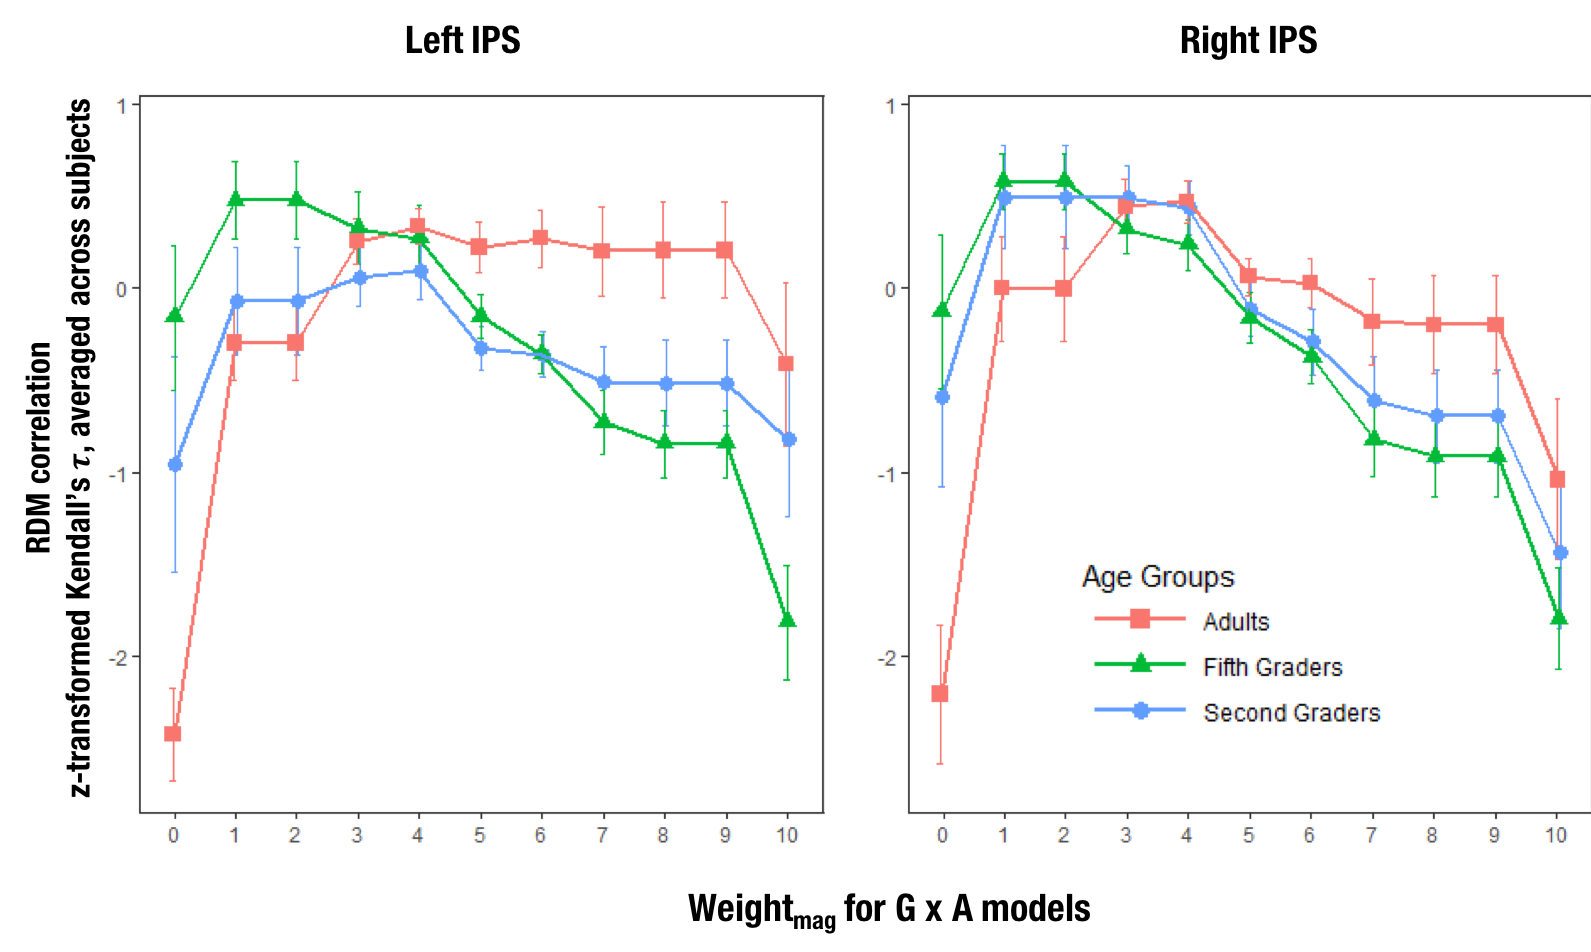 Left IPS
Right IPS
RDM correlation
z-transformed Kendall's τ, averaged across subjects
1
0
-1
-2
0 1 2 3 4 5 6 7 8 9 10
1
0
-1
-2
Age Groups
Adults
Fifth Graders
Second Graders
0 1 2 3 4 5 6 7 8 9 10
Weightmag for G x A models